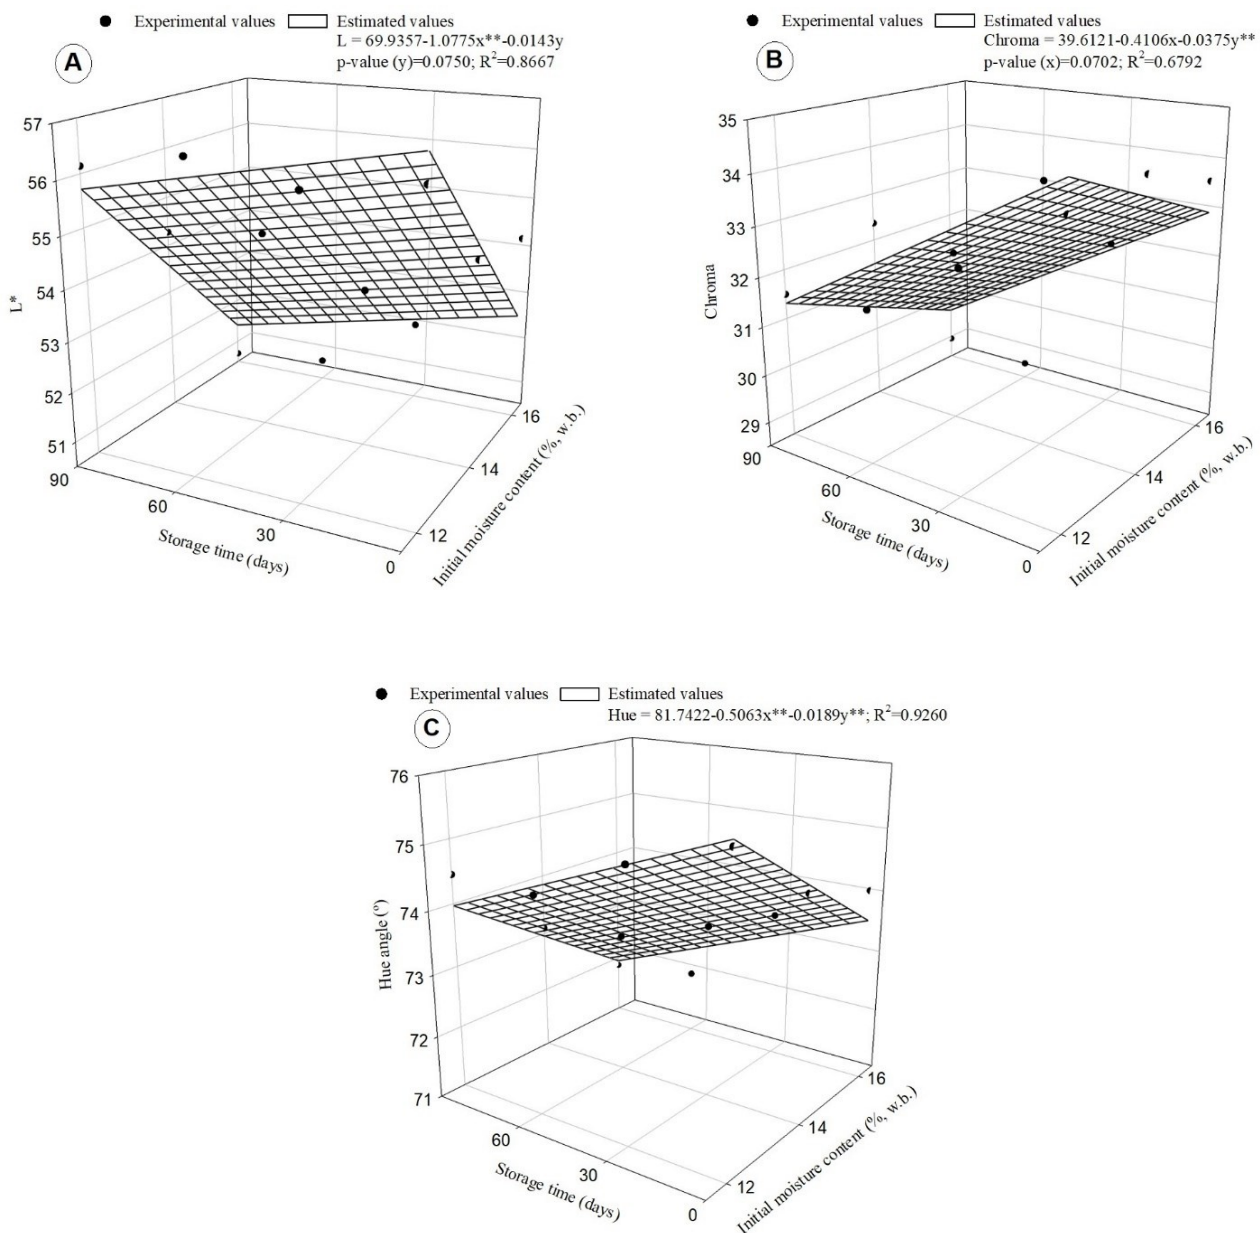 Experimental values Estimated values
L = 69.9357-1.0775x**-0.0143y
p-value (y)=0.0750; R²=0.8667
A
57
56
55
54
53
52
51
L*
90
60
30
0
Storage time (days)
12
14
16
Initial moisture content (%, w.b.)
Experimental values Estimated values
Chroma = 39.6121-0.4106x-0.0375y**
p-value (x)=0.0702; R²=0.6792
B
35
34
33
32
31
30
29
Chroma
90
60
30
0
Storage time (days)
12
14
16
Initial moisture content (%, w.b.)
Experimental values Estimated values
Hue = 81.7422-0.5063x**-0.0189y**; R²=0.9260
C
76
75
74
73
72
71
Hue angle (º)
60
30
0
Storage time (days)
12
14
16
Initial moisture content (%, w.b.)